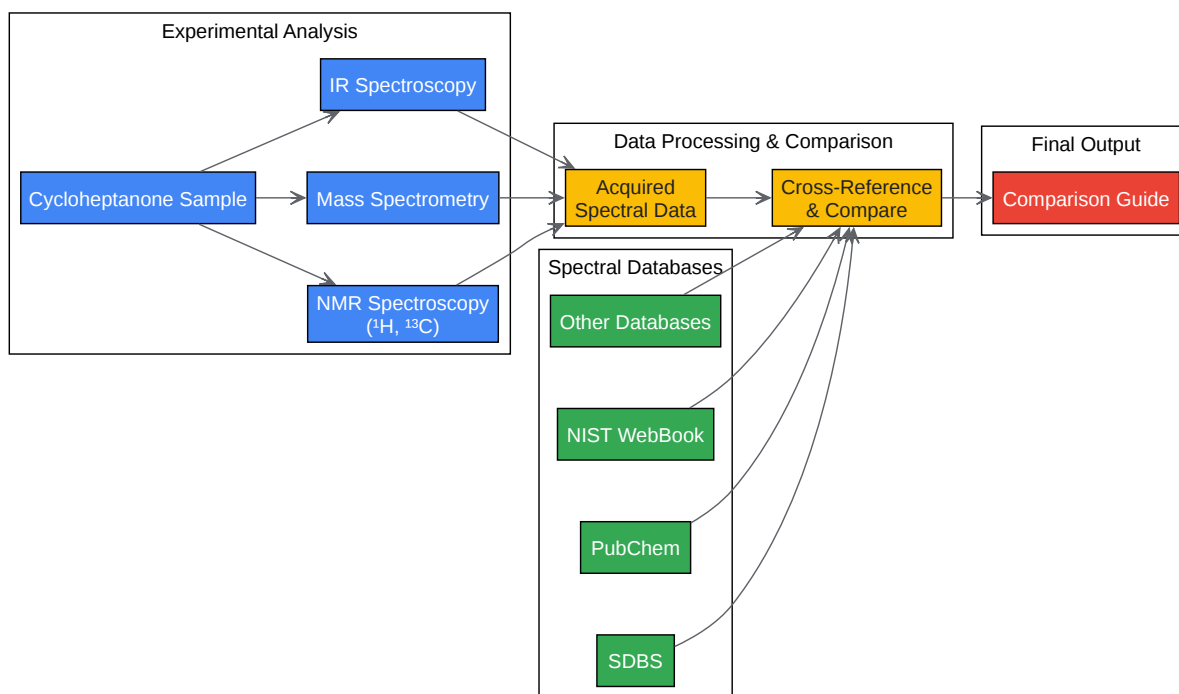 Experimental Analysis
IR Spectroscopy
Cycloheptanone Sample
Mass Spectrometry
NMR Spectroscopy
(¹H, ¹³C)
Data Processing & Comparison
Acquired
Spectral Data
Cross-Reference
& Compare
Final Output
Comparison Guide
Spectral Databases
Other Databases
NIST WebBook
PubChem
SDBS